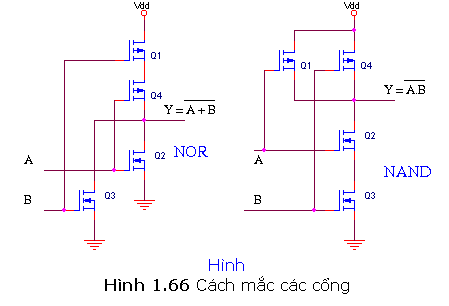 Vdd
Q1
Q4
Y = A + B
A
Q2
NOR
B
Q3
Vdd
Q1
Q4
Y = A.B
Q2
A
NAND
B
Q3
Hình
Hình 1.66 Cách mắc các cổng